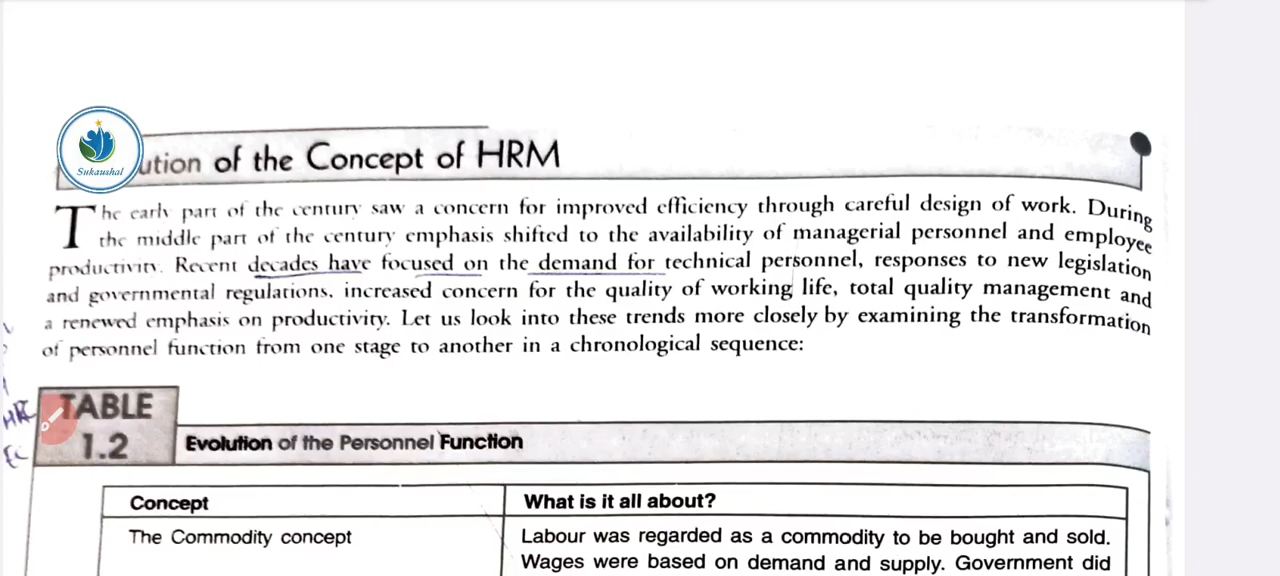 Sukaushal
ution of the Concept of HRM
The early part of the century saw a concern for improved efficiency through careful design of work. During
the middle part of the century emphasis shifted to the availability of managerial personnel and employee
productivity. Recent decades have focused on the demand for technical personnel, responses to new legislation
and governmental regulations, increased concern for the quality of working life, total quality management and
a renewed emphasis on productivity. Let us look into these trends more closely by examining the transformation
of personnel function from one stage to another in a chronological sequence:
TABLE
1.2
Evolution of the Personnel Function
Concept What is it all about?
The Commodity concept Labour was regarded as a commodity to be bought and sold.
Wages were based on demand and supply. Government did